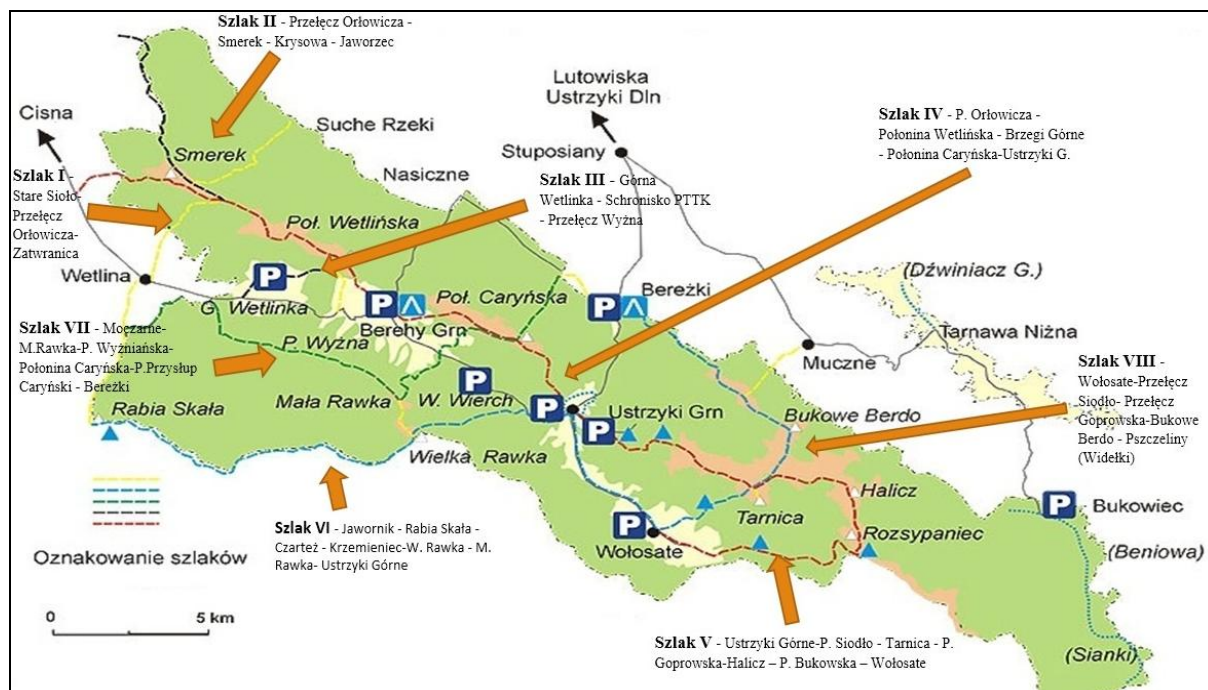 Szlak II - Przełęcz Orłowicza -
Smerek - Krysowa - Jaworzec
Lutowiska
Ustrzyki Dln
Cisna
Szlak IV - P. Orłowicza -
Połonina Wetlińska - Brzegi Górne
- Połonina Caryńska-Ustrzyki G.
Suche Rzeki
Stuposiany
Smerek
Nasiczne
Szlak I -
Stare Sioło-
Przełęcz
Orłowicza-
Zatwranica
Szlak III - Górna
Wetlinka - Schronisko PTTK
- Przełęcz Wyżna
Poł. Wetlińska
Wetlina
P
(Dźwiniacz G.)
G. Wetlinka
P
Poł. Caryńska
P
Bereżki
Berehy Grn
Tarnawa Niżna
Szlak VII - Moczarne-
M.Rawka-P. Wyżniańska-
Połonina Caryńska-P.Przysłup
Caryński - Bereżki
P. Wyżna
Muczne
Szlak VIII -
Wołosate-Przełęcz
Siodło- Przełęcz
Goprowska-Bukowe
Berdo - Pszczeliny
(Widełki)
P
Mała Rawka
W. Wierch
P
Rabia Skała
Ustrzyki Grn
P
Bukowe Berdo
Wielka Rawka
Halicz
P
Bukowiec
Tarnica
P
Rozsypaniec
Wołosate
(Beniowa)
Oznakowanie szlaków
Szlak VI - Jawornik - Rabia Skała -
Czarteż - Krzemieniec-W. Rawka - M.
Rawka- Ustrzyki Górne
0 5 km
Szlak V - Ustrzyki Górne-P. Siodło - Tarnica - P.
Goprowska-Halicz – P. Bukowska – Wołosate
(Sianki)